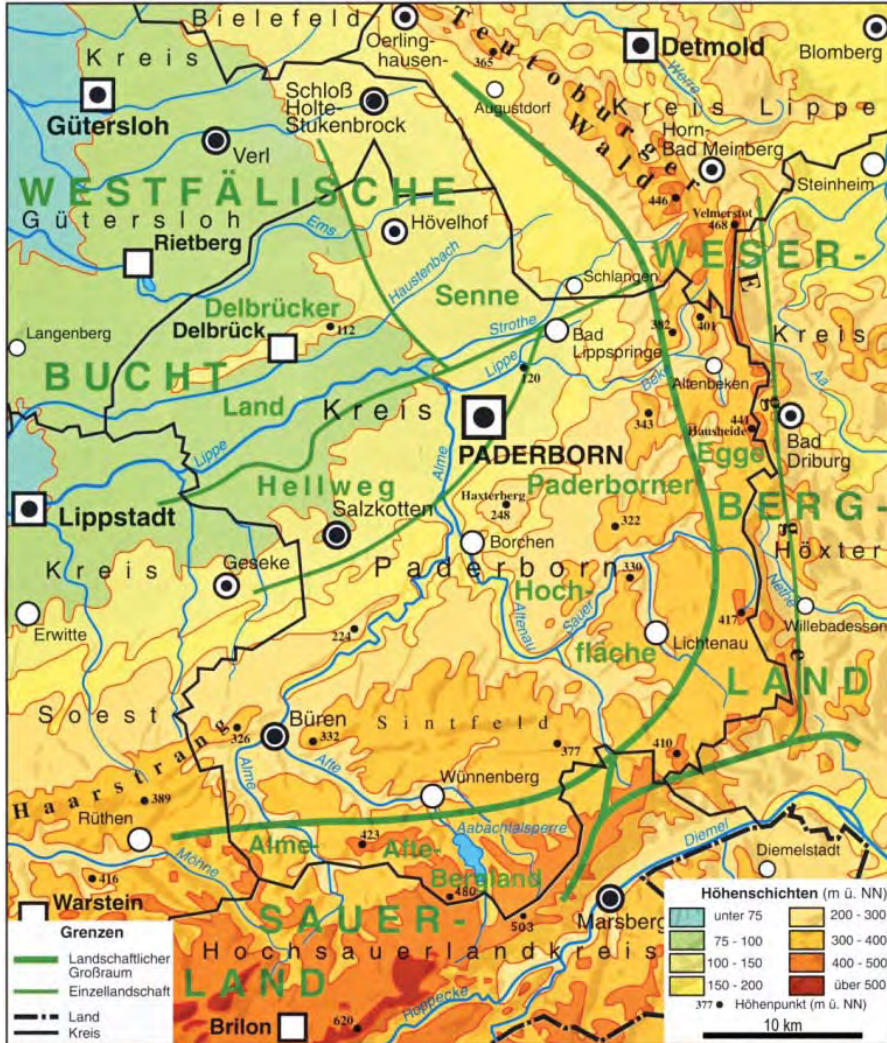 Bielefeld
Oerling-
hausen-
Teutoburger
Wald
365
Detmold
Blomberg
Kreis
Gütersloh
Schloß
Holte-
Stukenbrock
Augustdorf
Werre
Kreis Lippe
Verl
Horn-
Bad Meinberg
Steinheim
WESTFÄLISCHE
BUCHT
Gütersloh
Rietberg
Ems
Hövelhof
446
Velmerstot
468
WESER-
BERG-
LAND
Senne
Schlangen
Haustenbach
Delbrücker
Land
Delbrück
112
Langenberg
Strothe
Bad
Lippspringe
382
401
Kreis
Höxter
Lippe
120
Beke
Altenbeken
Aa
Kreis
Paderborn
PADERBORN
343
441
Hausheide
Bad
Driburg
Egge
Egge
Lippe
Alme
Hellweg
Paderborner
Hoch-
fläche
Lippstadt
Salzkotten
Haxterberg
248
322
Borchen
Kreis
Soest
Geseke
330
Nethe
Erwitte
Altenau
Sauer
417
Willebadessen
224
Lichtenau
Büren
332
326
Sintfeld
377
410
Haarstrang
389
Alme
Afte
Wünnenberg
Rüthen
Möhne
Alme-
Afte-
Bergland
423
Aabachtalsperre
Diemel
Diemelstadt
416
Warstein
480
503
Marsberg
SAUER-
LAND
Hochsauerlandkreis
Hoppecke
Brilon
620
Grenzen
Landschaftlicher
Großraum
Einzellandschaft
Land
Kreis
Höhenschichten (m ü. NN)
unter 75
75 - 100
100 - 150
150 - 200
200 - 300
300 - 400
400 - 500
über 500
377 • Höhenpunkt (m ü. NN)
10 km